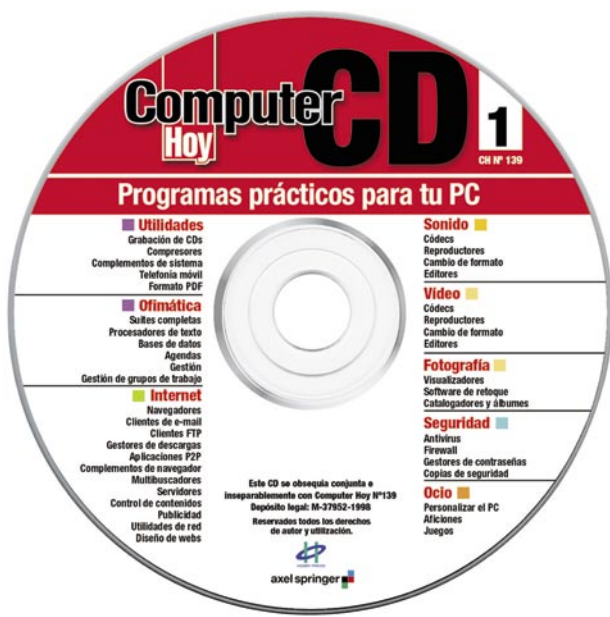 Computer
Hoy
CD
1
CH Nº 139
Programas prácticos para tu PC
Utilidades
Grabación de CDs
Compresores
Complementos de sistema
Telefonía móvil
Formato PDF
Ofimática
Suites completas
Procesadores de texto
Bases de datos
Agendas
Gestión
Gestión de grupos de trabajo
Internet
Navegadores
Clientes de e-mail
Clientes FTP
Gestores de descargas
Aplicaciones P2P
Complementos de navegador
Multibuscadores
Servidores
Control de contenidos
Publicidad
Utilidades de red
Diseño de webs
Sonido
Códecs
Reproductores
Cambio de formato
Editores
Vídeo
Códecs
Reproductores
Cambio de formato
Editores
Fotografía
Visualizadores
Software de retoque
Catalogadores y álbumes
Seguridad
Antivirus
Firewall
Gestores de contraseñas
Copias de seguridad
Ocio
Personalizar el PC
Aficiones
Juegos
Este CD se obsequia conjunta e
inseparablemente con Computer Hoy Nº139
Depósito legal: M-37952-1998
Reservados todos los derechos
de autor y utilización.
HOBBY PRESS
axel springer